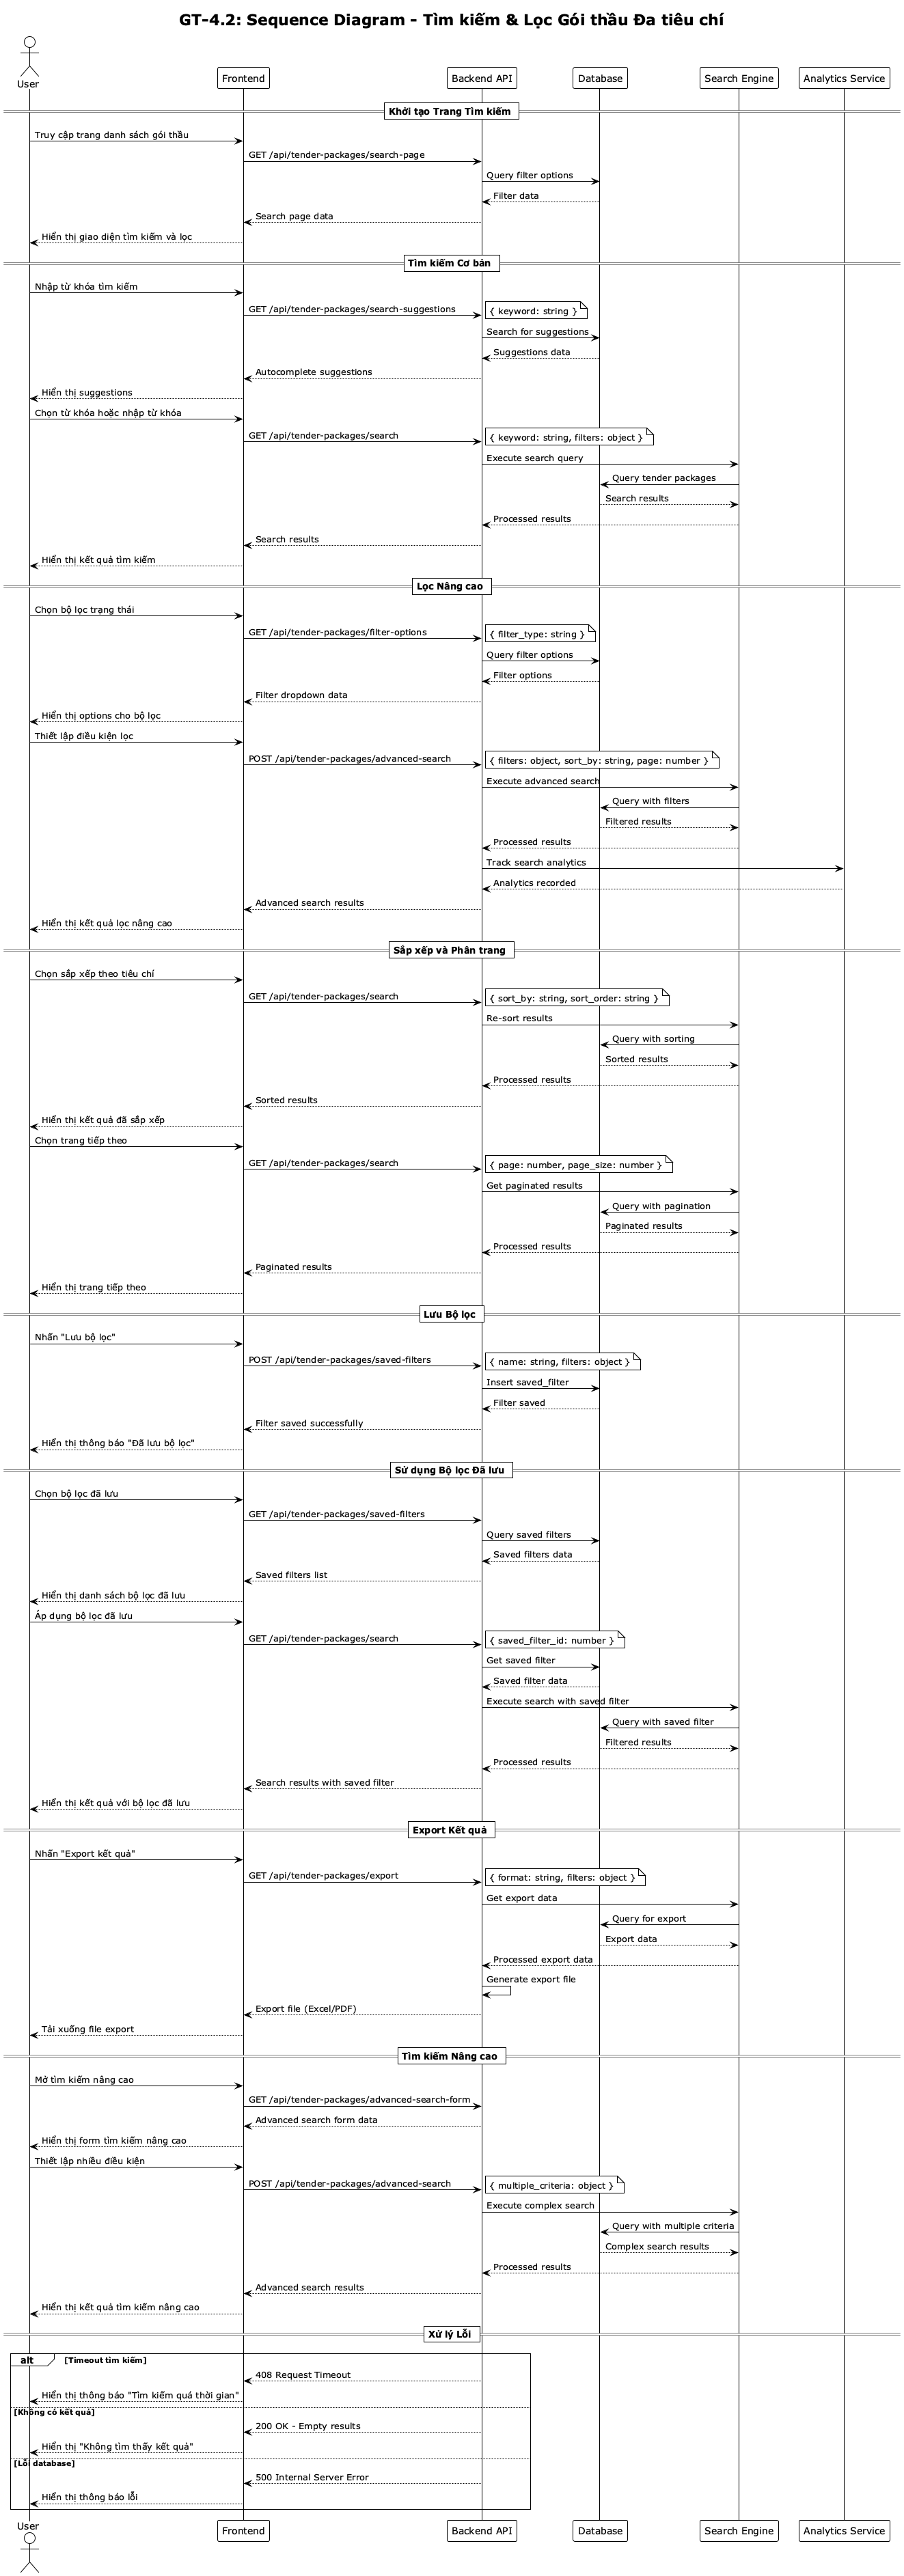 GT-4.2: Sequence Diagram - Tìm kiếm & Lọc Gói thầu Đa tiêu chí
User
Frontend
Backend API
Database
Search Engine
Analytics Service
Khởi tạo Trang Tìm kiếm
Truy cập trang danh sách gói thầu
GET /api/tender-packages/search-page
Query filter options
Filter data
Search page data
Hiển thị giao diện tìm kiếm và lọc
Tìm kiếm Cơ bản
Nhập từ khóa tìm kiếm
GET /api/tender-packages/search-suggestions
{ keyword: string }
Search for suggestions
Suggestions data
Autocomplete suggestions
Hiển thị suggestions
Chọn từ khóa hoặc nhập từ khóa
GET /api/tender-packages/search
{ keyword: string, filters: object }
Execute search query
Query tender packages
Search results
Processed results
Search results
Hiển thị kết quả tìm kiếm
Lọc Nâng cao
Chọn bộ lọc trạng thái
GET /api/tender-packages/filter-options
{ filter_type: string }
Query filter options
Filter options
Filter dropdown data
Hiển thị options cho bộ lọc
Thiết lập điều kiện lọc
POST /api/tender-packages/advanced-search
{ filters: object, sort_by: string, page: number }
Execute advanced search
Query with filters
Filtered results
Processed results
Track search analytics
Analytics recorded
Advanced search results
Hiển thị kết quả lọc nâng cao
Sắp xếp và Phân trang
Chọn sắp xếp theo tiêu chí
GET /api/tender-packages/search
{ sort_by: string, sort_order: string }
Re-sort results
Query with sorting
Sorted results
Processed results
Sorted results
Hiển thị kết quả đã sắp xếp
Chọn trang tiếp theo
GET /api/tender-packages/search
{ page: number, page_size: number }
Get paginated results
Query with pagination
Paginated results
Processed results
Paginated results
Hiển thị trang tiếp theo
Lưu Bộ lọc
Nhấn "Lưu bộ lọc"
POST /api/tender-packages/saved-filters
{ name: string, filters: object }
Insert saved_filter
Filter saved
Filter saved successfully
Hiển thị thông báo "Đã lưu bộ lọc"
Sử dụng Bộ lọc Đã lưu
Chọn bộ lọc đã lưu
GET /api/tender-packages/saved-filters
Query saved filters
Saved filters data
Saved filters list
Hiển thị danh sách bộ lọc đã lưu
Áp dụng bộ lọc đã lưu
GET /api/tender-packages/search
{ saved_filter_id: number }
Get saved filter
Saved filter data
Execute search with saved filter
Query with saved filter
Filtered results
Processed results
Search results with saved filter
Hiển thị kết quả với bộ lọc đã lưu
Export Kết quả
Nhấn "Export kết quả"
GET /api/tender-packages/export
{ format: string, filters: object }
Get export data
Query for export
Export data
Processed export data
Generate export file
Export file (Excel/PDF)
Tải xuống file export
Tìm kiếm Nâng cao
Mở tìm kiếm nâng cao
GET /api/tender-packages/advanced-search-form
Advanced search form data
Hiển thị form tìm kiếm nâng cao
Thiết lập nhiều điều kiện
POST /api/tender-packages/advanced-search
{ multiple_criteria: object }
Execute complex search
Query with multiple criteria
Complex search results
Processed results
Advanced search results
Hiển thị kết quả tìm kiếm nâng cao
Xử lý Lỗi
alt [Timeout tìm kiếm]
408 Request Timeout
Hiển thị thông báo "Tìm kiếm quá thời gian"
[Không có kết quả]
200 OK - Empty results
Hiển thị "Không tìm thấy kết quả"
[Lỗi database]
500 Internal Server Error
Hiển thị thông báo lỗi
User
Frontend
Backend API
Database
Search Engine
Analytics Service